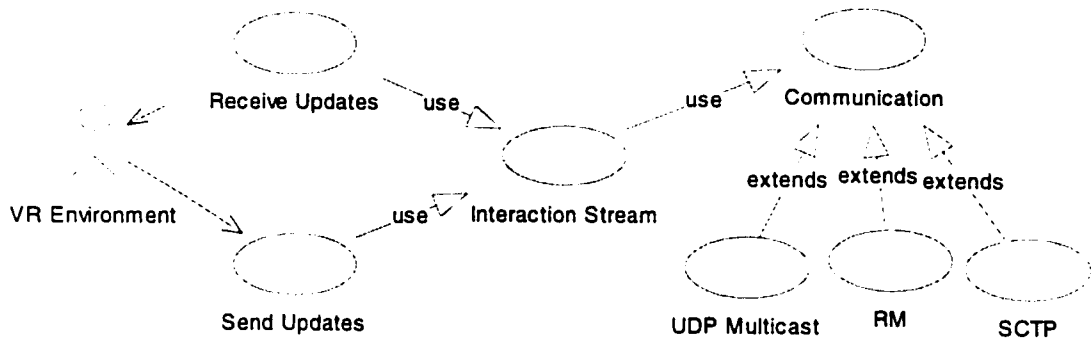 Receive Updates
use
use
Communication
extends
extends
extends
VR Environment
use
Interaction Stream
Send Updates
UDP Multicast
RM
SCTP